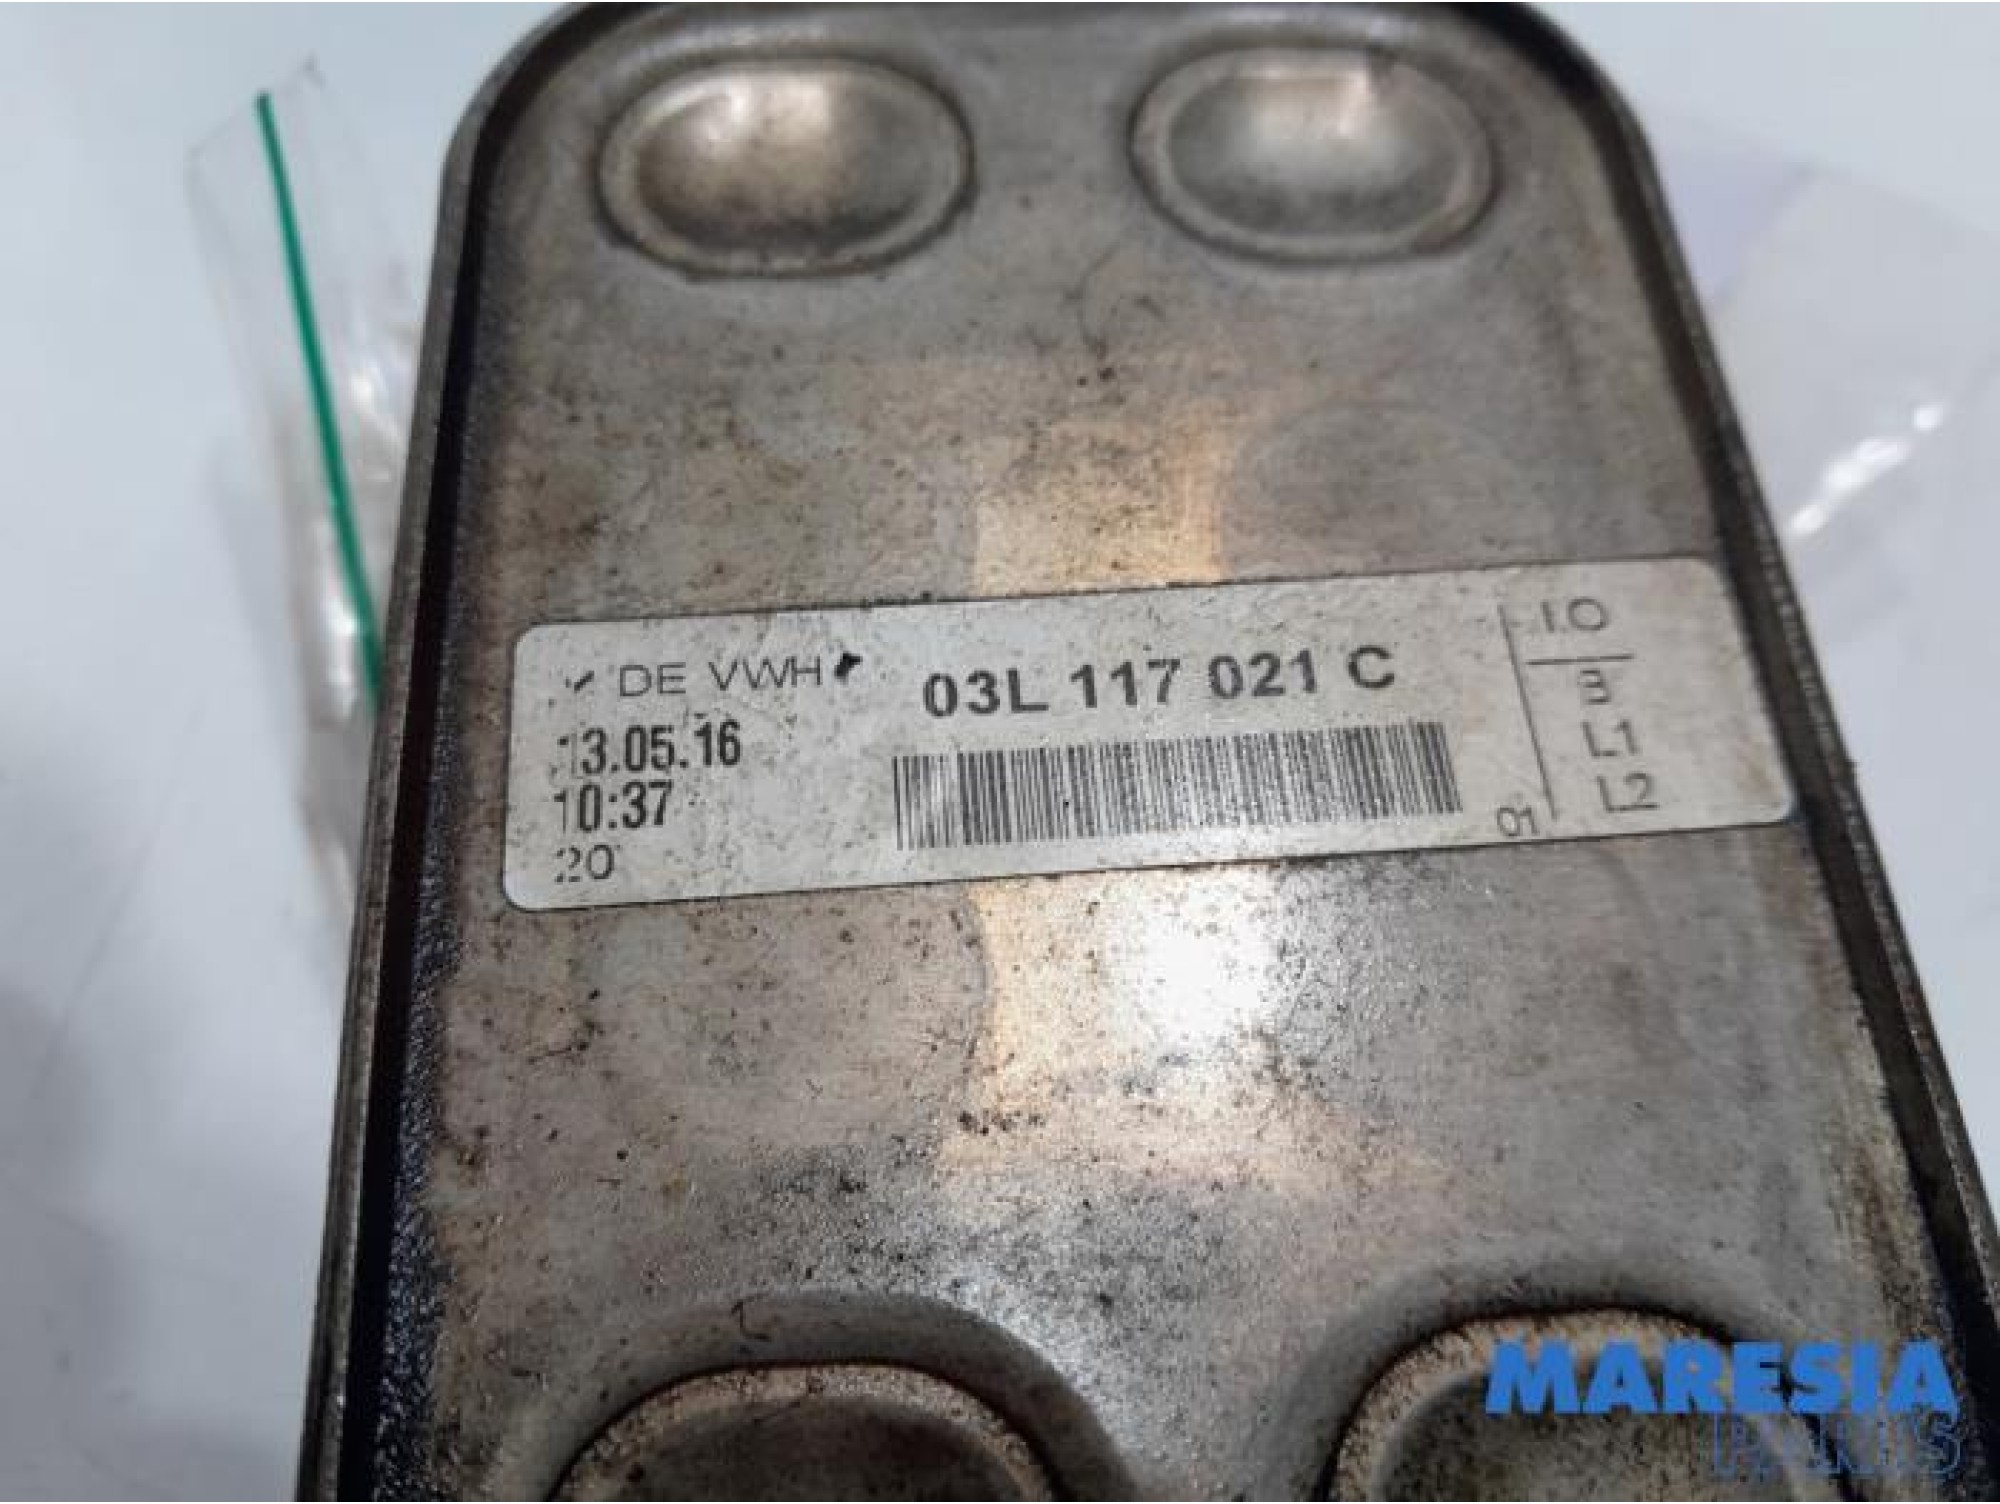 DE VWH
03L 117 021 C
13.05.16
10:37
20
01
I.O
B
L1
L2
MARESIA
PARTS